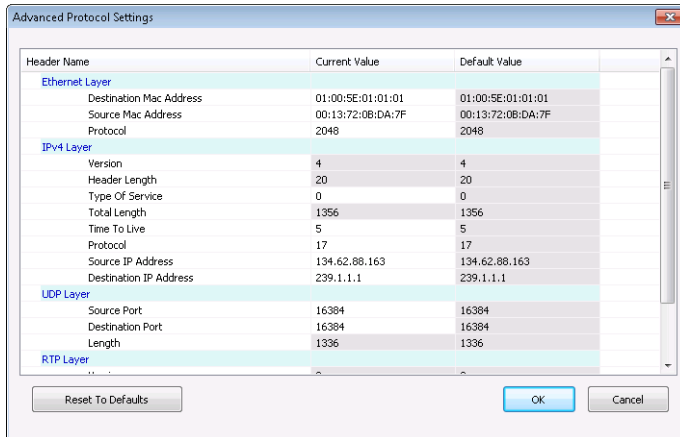 Advanced Protocol Settings
Header Name Current Value Default Value
Ethernet Layer
Destination Mac Address 01:00:5E:01:01:01 01:00:5E:01:01:01
Source Mac Address 00:13:72:0B:DA:7F 00:13:72:0B:DA:7F
Protocol 2048 2048
IPv4 Layer
Version 4 4
Header Length 20 20
Type Of Service 0 0
Total Length 1356 1356
Time To Live 5 5
Protocol 17 17
Source IP Address 134.62.88.163 134.62.88.163
Destination IP Address 239.1.1.1 239.1.1.1
UDP Layer
Source Port 16384 16384
Destination Port 16384 16384
Length 1336 1336
RTP Layer
Reset To Defaults OK Cancel